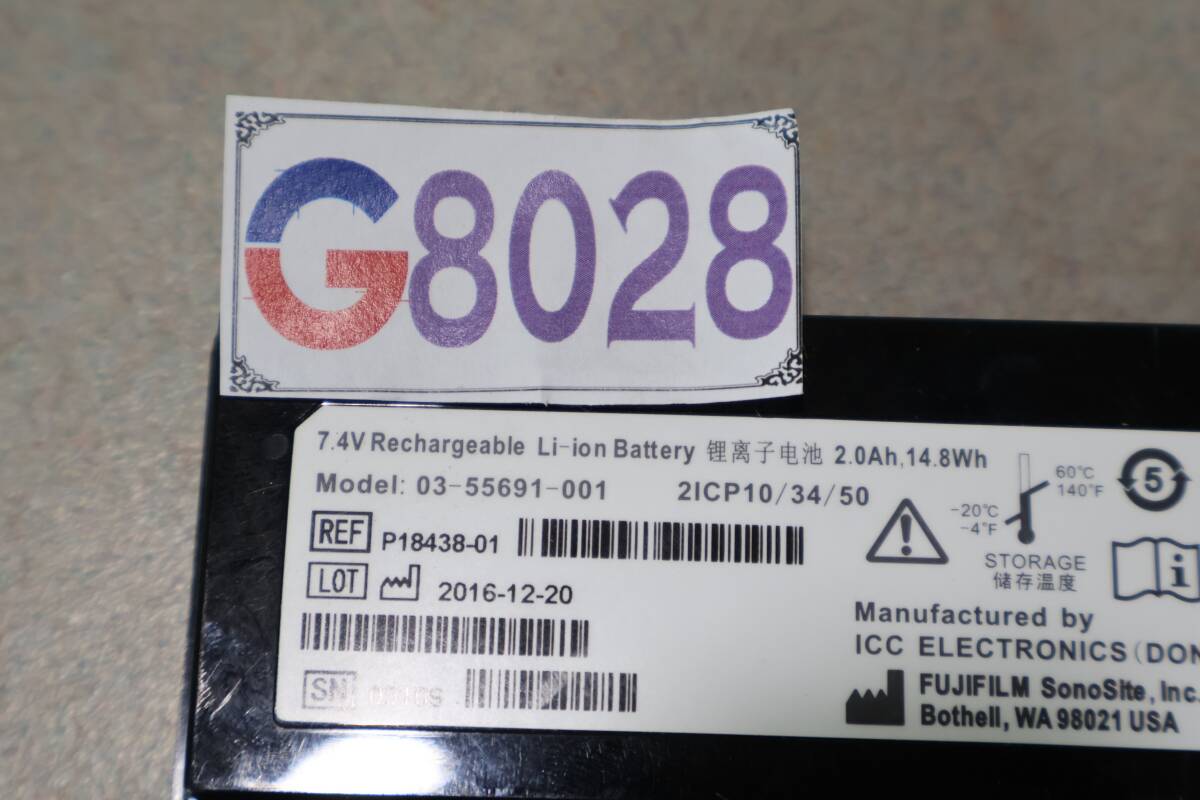 G8028
7.4V Rechargeable Li-ion Battery 锂离子电池 2.0Ah,14.8Wh
Model: 03-55691-001 2ICP10/34/50
REF P18438-01
LOT 2016-12-20
SN
60℃
140℉
-20℃
-4℉
STORAGE
储存温度
5
i
Manufactured by
ICC ELECTRONICS (DON
FUJIFILM SonoSite, Inc.
Bothell, WA 98021 USA